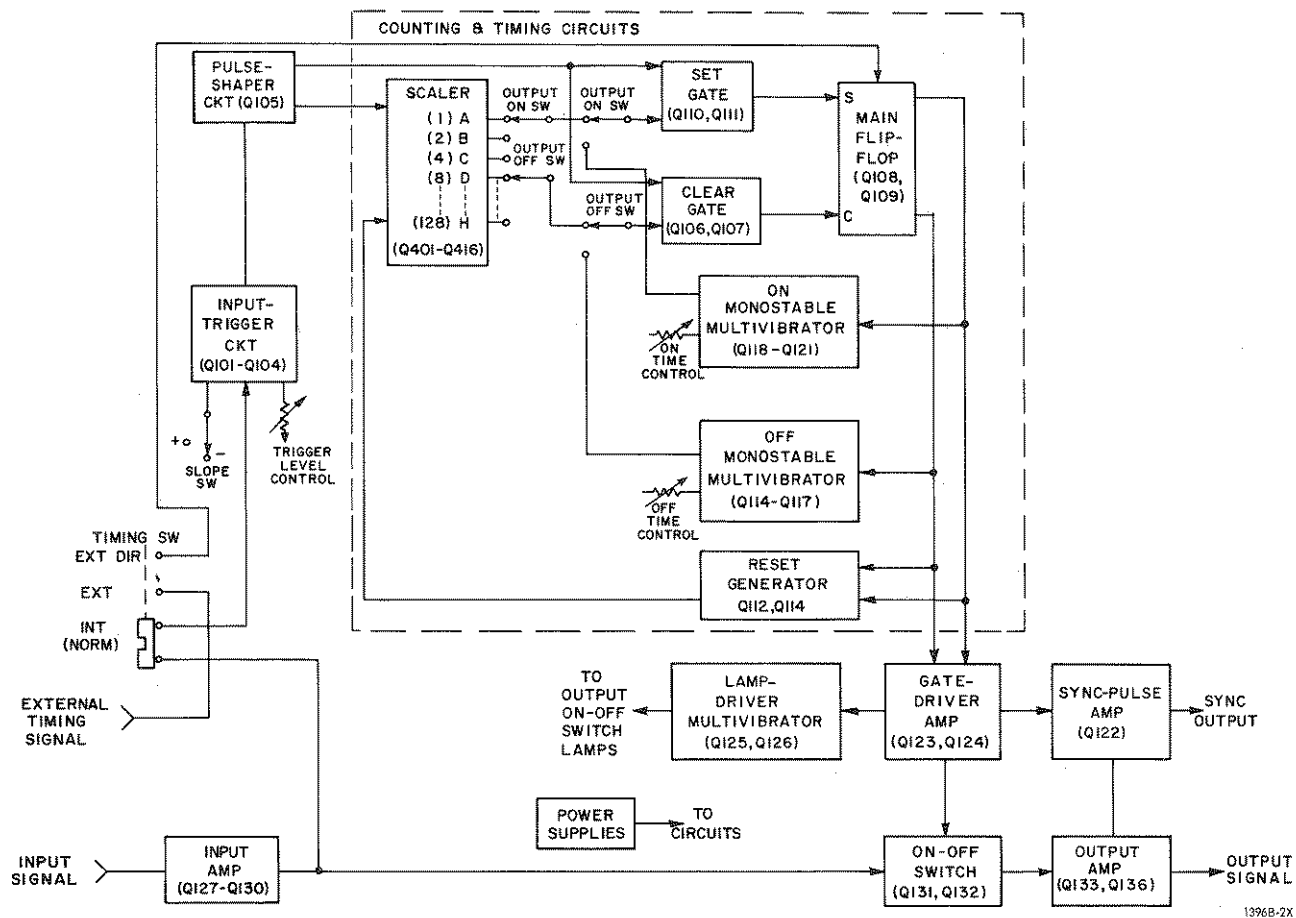 COUNTING & TIMING CIRCUITS
PULSE-
SHAPER
CKT (Q105)
SCALER
(1) A
(2) B
(4) C
(8) D
(128) H
(Q401-Q416)
OUTPUT
ON SW
OUTPUT
ON SW
OUTPUT
OFF SW
OUTPUT
OFF SW
SET
GATE
(Q110,Q111)
CLEAR
GATE
(Q106,Q107)
S
MAIN
FLIP-
FLOP
(Q108,
Q109)
C
INPUT-
TRIGGER
CKT
(Q101-Q104)
+
-
SLOPE
SW
TRIGGER
LEVEL
CONTROL
ON
MONOSTABLE
MULTIVIBRATOR
(Q118-Q121)
ON
TIME
CONTROL
OFF
MONOSTABLE
MULTIVIBRATOR
(Q114-Q117)
OFF
TIME
CONTROL
RESET
GENERATOR
Q112,Q114
TIMING SW
EXT DIR
EXT
INT
(NORM)
EXTERNAL
TIMING
SIGNAL
TO
OUTPUT
ON-OFF
SWITCH
LAMPS
LAMP-
DRIVER
MULTIVIBRATOR
(Q125,Q126)
GATE-
DRIVER
AMP
(Q123,Q124)
SYNC-PULSE
AMP
(Q122)
SYNC
OUTPUT
POWER
SUPPLIES
TO
CIRCUITS
INPUT
SIGNAL
INPUT
AMP
(Q127-Q130)
ON-OFF
SWITCH
(Q131,Q132)
OUTPUT
AMP
(Q133,Q136)
OUTPUT
SIGNAL
1396B-2X